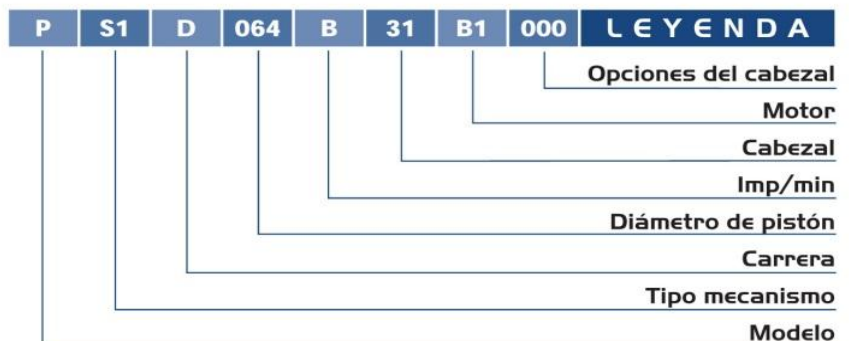 P S1 D 064 B 31 B1 000 LEYENDA
Opciones del cabezal
Motor
Cabezal
Imp/min
Diámetro de pistón
Carrera
Tipo mecanismo
Modelo